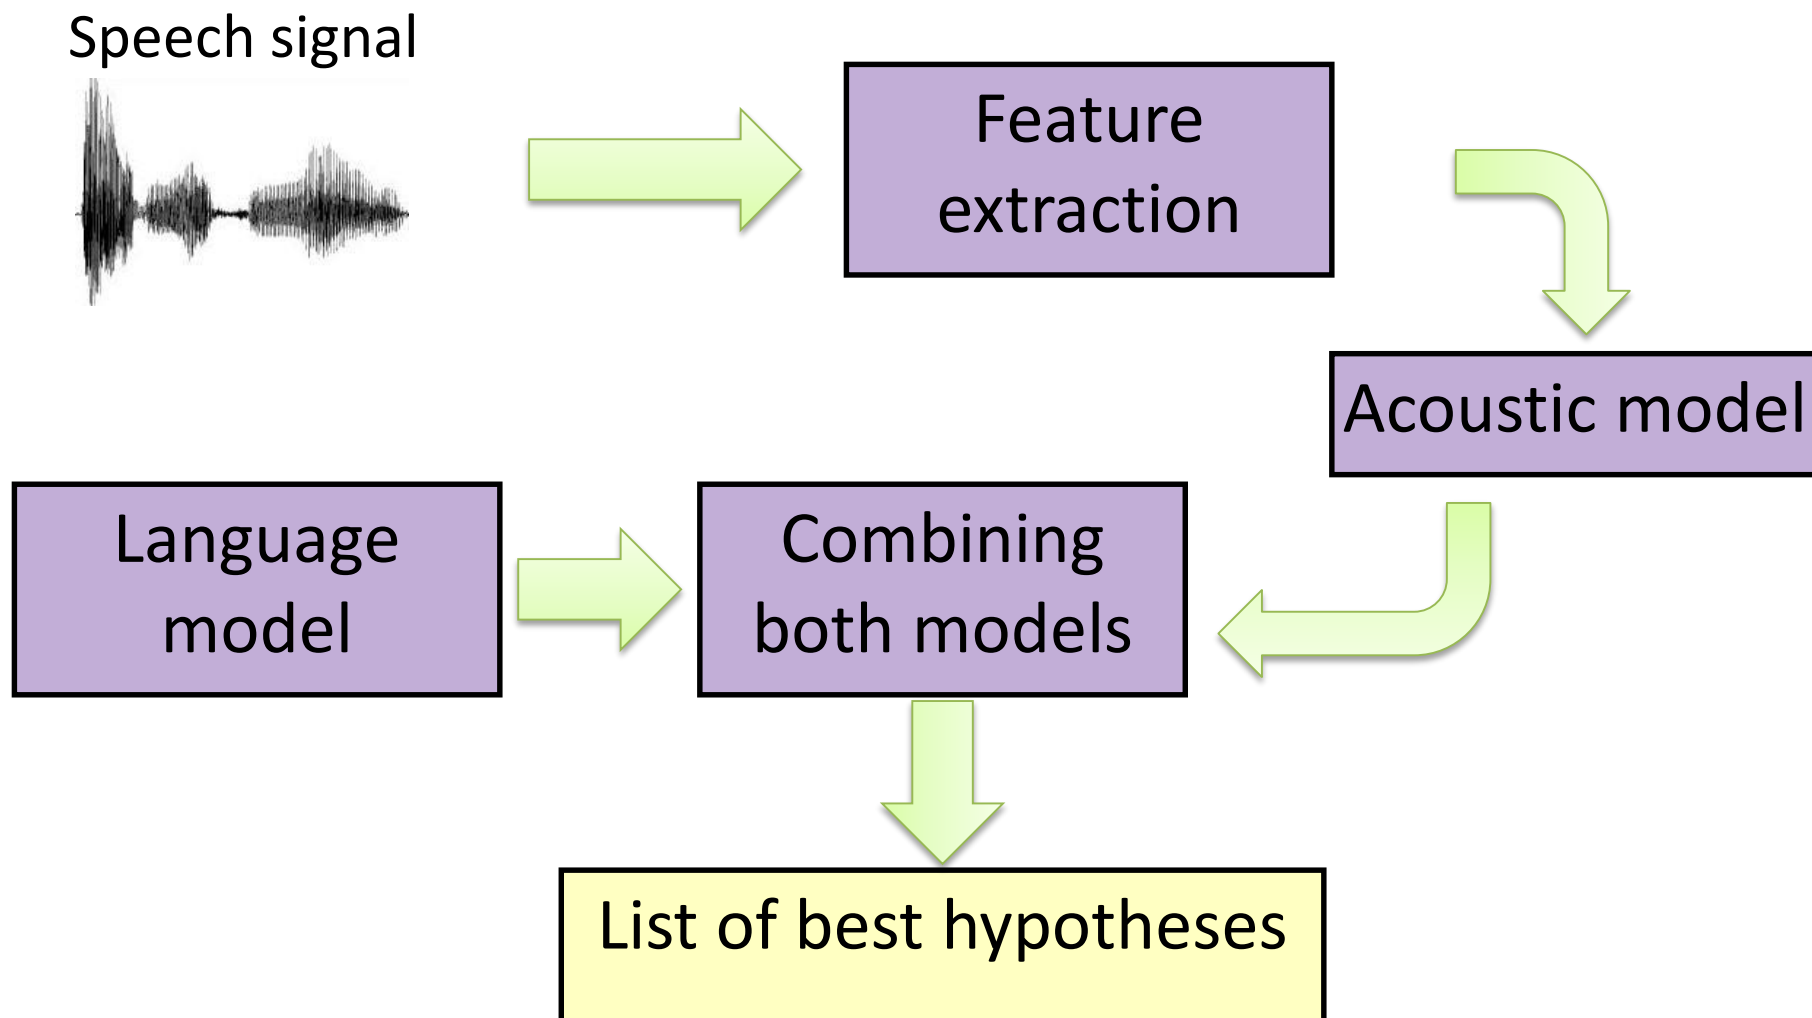 Speech signal
Feature
extraction
Acoustic model
Language
model
Combining
both models
List of best hypotheses